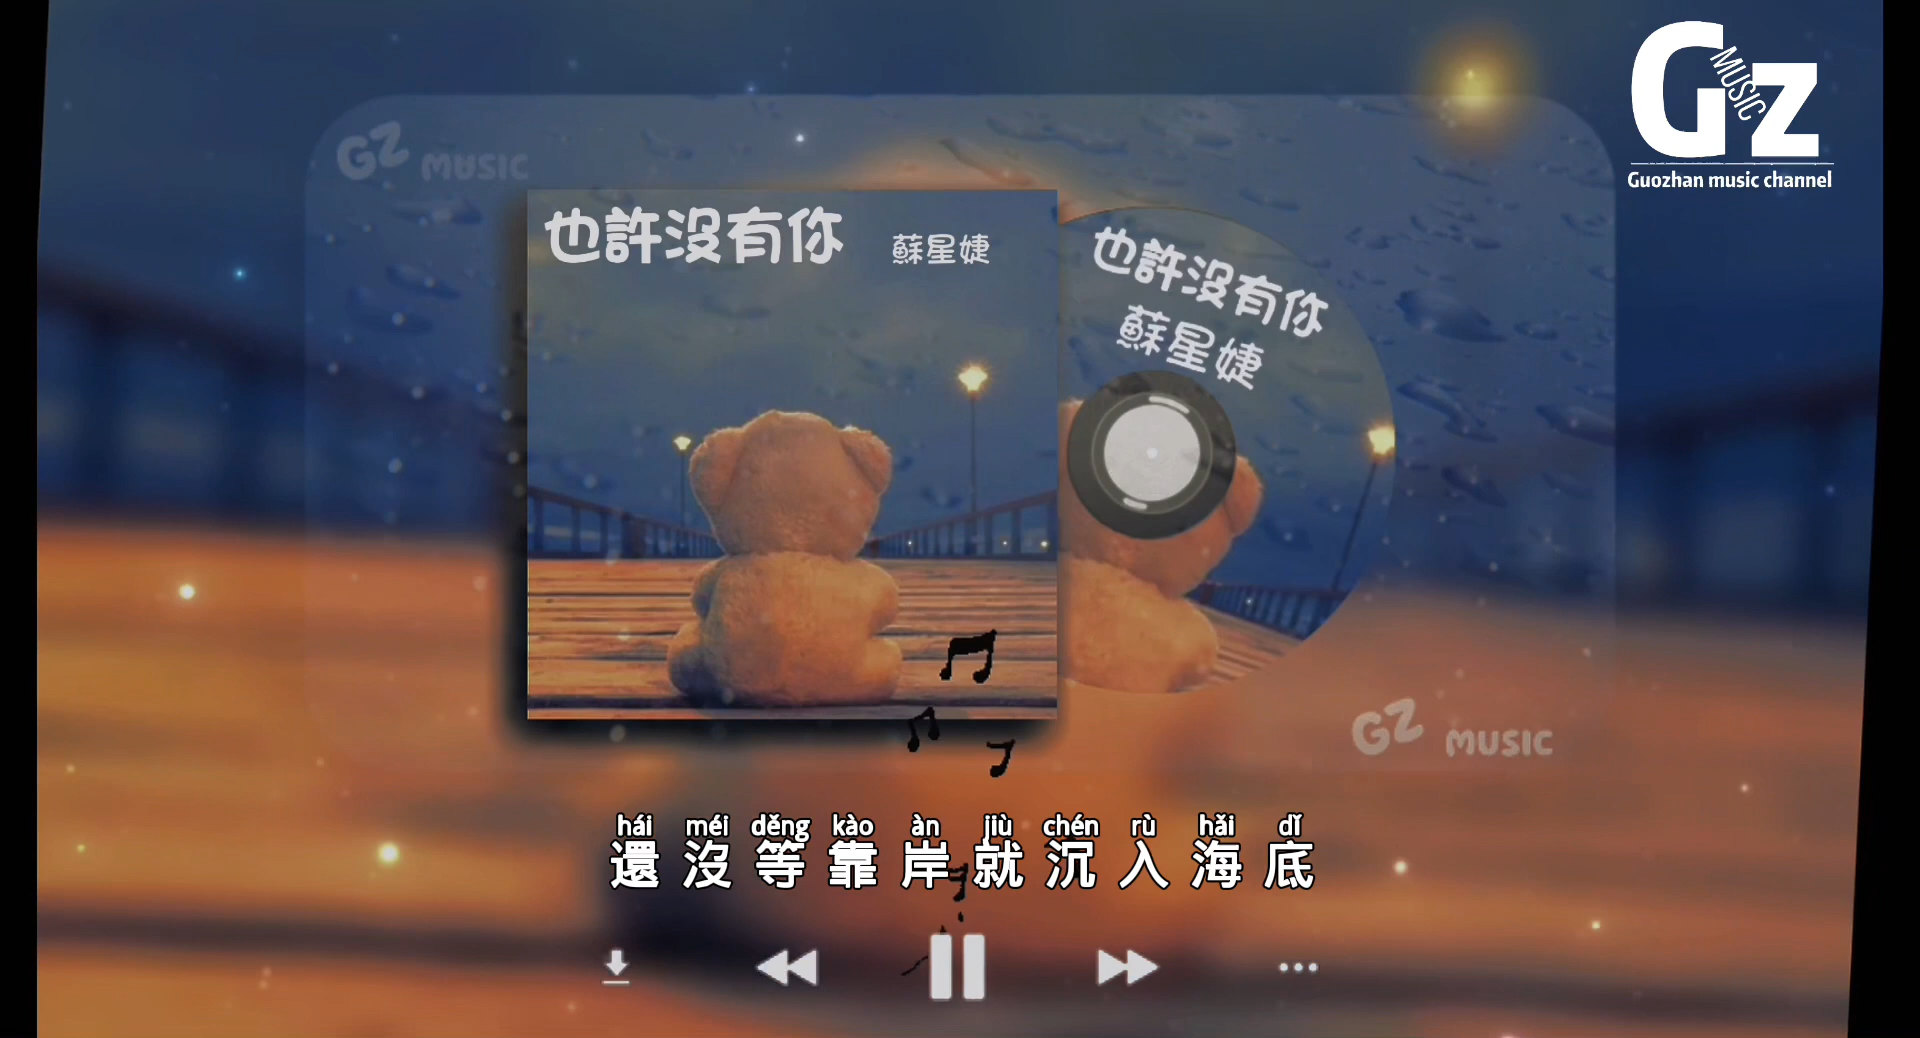 Gz
MUSIC
Guozhan music channel
GZ MUSIC
也許沒有你 蘇星婕
也許沒有你
蘇星婕
GZ MUSIC
hái méi děng kào àn jiù chén rù hǎi dǐ
還沒等靠岸就沉入海底